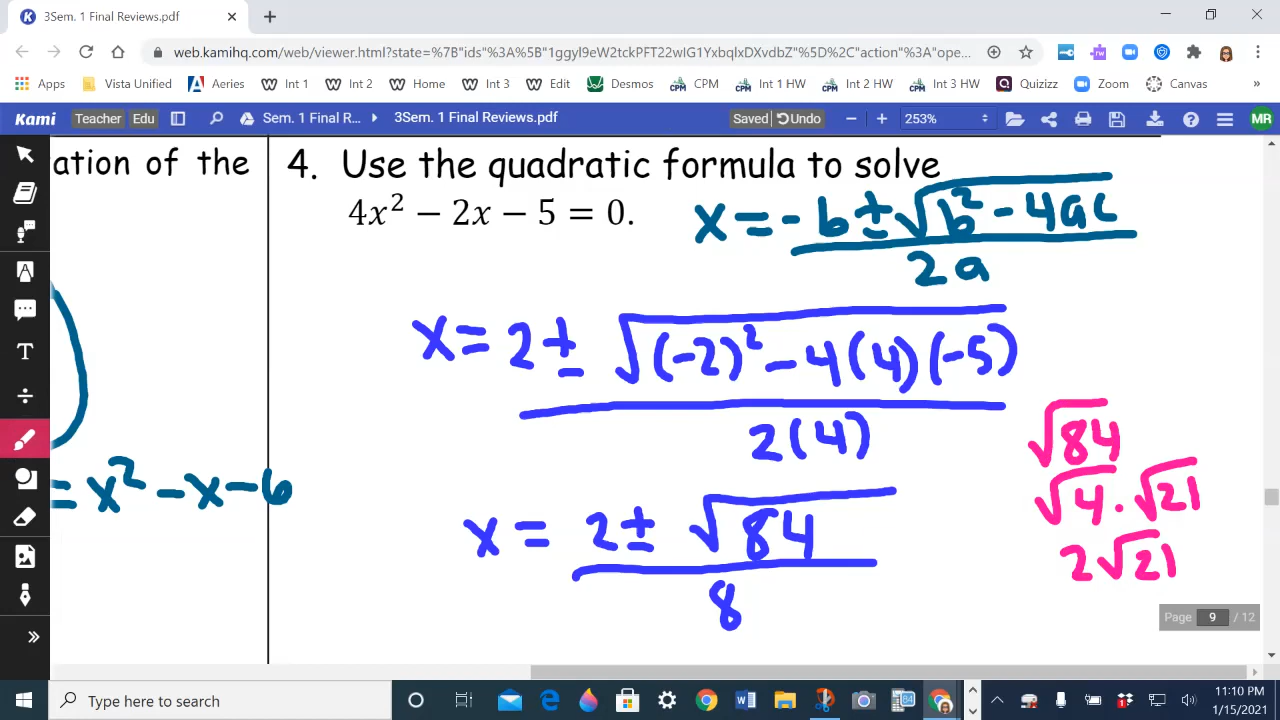 3Sem. 1 Final Reviews.pdf
web.kamihq.com/web/viewer.html?state=%7B"ids"%3A%5B"1ggyI9eW2tckPFT22wIG1YxUqlxDXvdbZ"%5D%2C"action"%3A"ope...
Apps Vista Unified Aeries Int 1 Int 2 Home Int 3 Edit Desmos CPM Int 1 HW Int 2 HW Int 3 HW Quizizz Zoom Canvas »
Kami Teacher Edu Sem. 1 Final R... 3Sem. 1 Final Reviews.pdf Saved Undo 253% MR
ation of the
= x² - x - 6
4. Use the quadratic formula to solve
4x² − 2x − 5 = 0.
x = -b ± √(b² - 4ac) / 2a
x = 2 ± √((-2)² - 4(4)(-5)) / 2(4)
x = 2 ± √84 / 8
√84
√4 · √21
2√21
Page 9 / 12
Type here to search
11:10 PM
1/15/2021